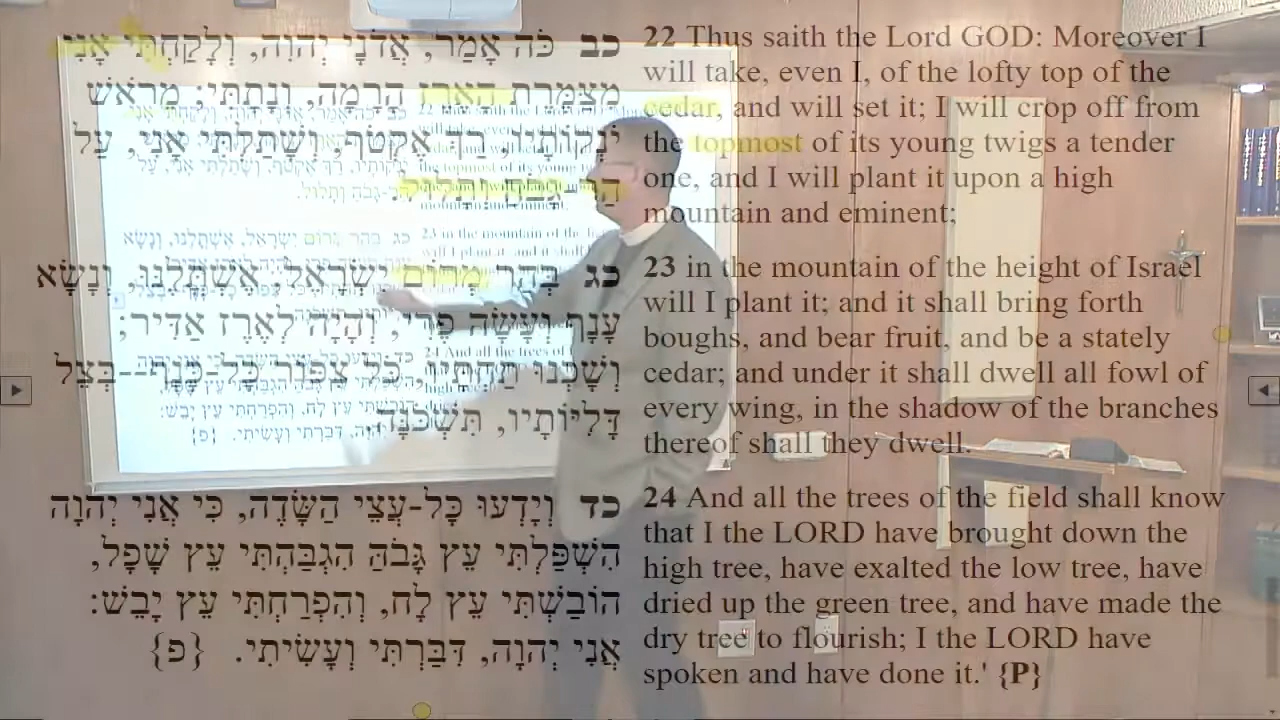 כב כֹּה אָמַר, אֲדֹנָי יְהוִה, וְלָקַחְתִּי אָנִי
מִצַּמֶּרֶת הָאֶרֶז הָרָמָה, וְנָתָתִּי; מֵרֹאשׁ
יֹנְקוֹתָיו, רַךְ אֶקְטֹף, וְשָׁתַלְתִּי אָנִי, עַל
הַר-גָּבֹהַּ וְתָלוּל.
כג בְּהַר מְרוֹם יִשְׂרָאֵל, אֶשְׁתֳּלֶנּוּ, וְנָשָׂא
עָנָף וְעָשָׂה פֶרִי, וְהָיָה לְאֶרֶז אַדִּיר;
וְשָׁכְנוּ תַחְתָּיו, כֹּל צִפּוֹר כָּל-כָּנָף--בְּצֵל
דָּלִיּוֹתָיו, תִּשְׁכֹּנָּה.
כד וְיָדְעוּ כָּל-עֲצֵי הַשָּׂדֶה, כִּי אֲנִי יְהוָה
הִשְׁפַּלְתִּי עֵץ גָּבֹהַּ הִגְבַּהְתִּי עֵץ שָׁפָל,
הוֹבַשְׁתִּי עֵץ לָח, וְהִפְרַחְתִּי עֵץ יָבֵשׁ:
אֲנִי יְהוָה, דִּבַּרְתִּי וְעָשִׂיתִי. {פ}
22 Thus saith the Lord GOD: Moreover I
will take, even I, of the lofty top of the
cedar, and will set it; I will crop off from
the topmost of its young twigs a tender
one, and I will plant it upon a high
mountain and eminent;
23 in the mountain of the height of Israel
will I plant it; and it shall bring forth
boughs, and bear fruit, and be a stately
cedar; and under it shall dwell all fowl of
every wing, in the shadow of the branches
thereof shall they dwell.
24 And all the trees of the field shall know
that I the LORD have brought down the
high tree, have exalted the low tree, have
dried up the green tree, and have made the
dry tree to flourish; I the LORD have
spoken and have done it.' {P}